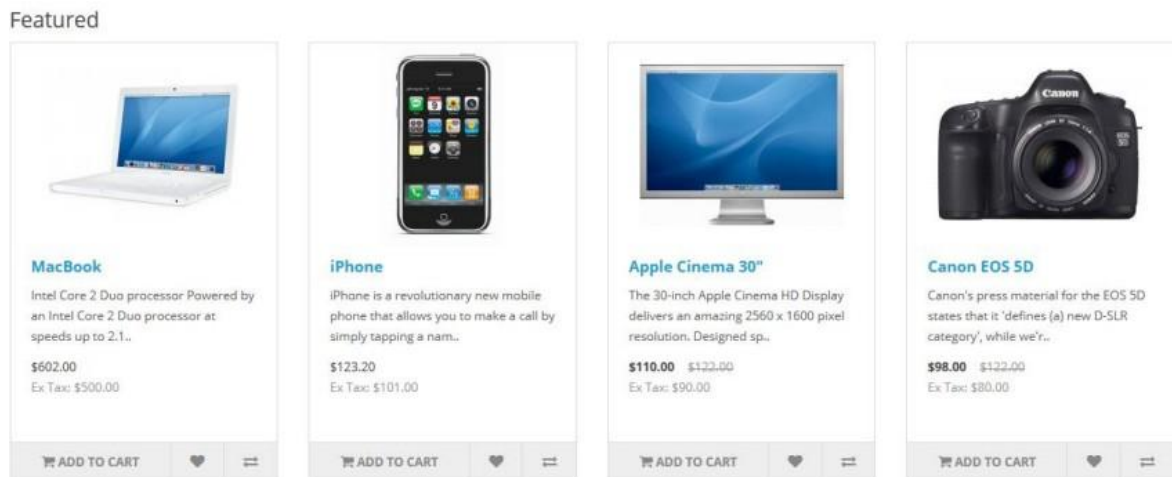 Featured
Canon
MacBook
Intel Core 2 Duo processor Powered by
an Intel Core 2 Duo processor at
speeds up to 2.1..
$602.00
Ex Tax: $500.00
ADD TO CART
iPhone
iPhone is a revolutionary new mobile
phone that allows you to make a call by
simply tapping a nam..
$123.20
Ex Tax: $101.00
ADD TO CART
Apple Cinema 30"
The 30-inch Apple Cinema HD Display
delivers an amazing 2560 x 1600 pixel
resolution. Designed sp..
$110.00 $122.00
Ex Tax: $90.00
ADD TO CART
Canon EOS 5D
Canon's press material for the EOS 5D
states that it 'defines (a) new D-SLR
category', while we'r..
$98.00 $122.00
Ex Tax: $80.00
ADD TO CART